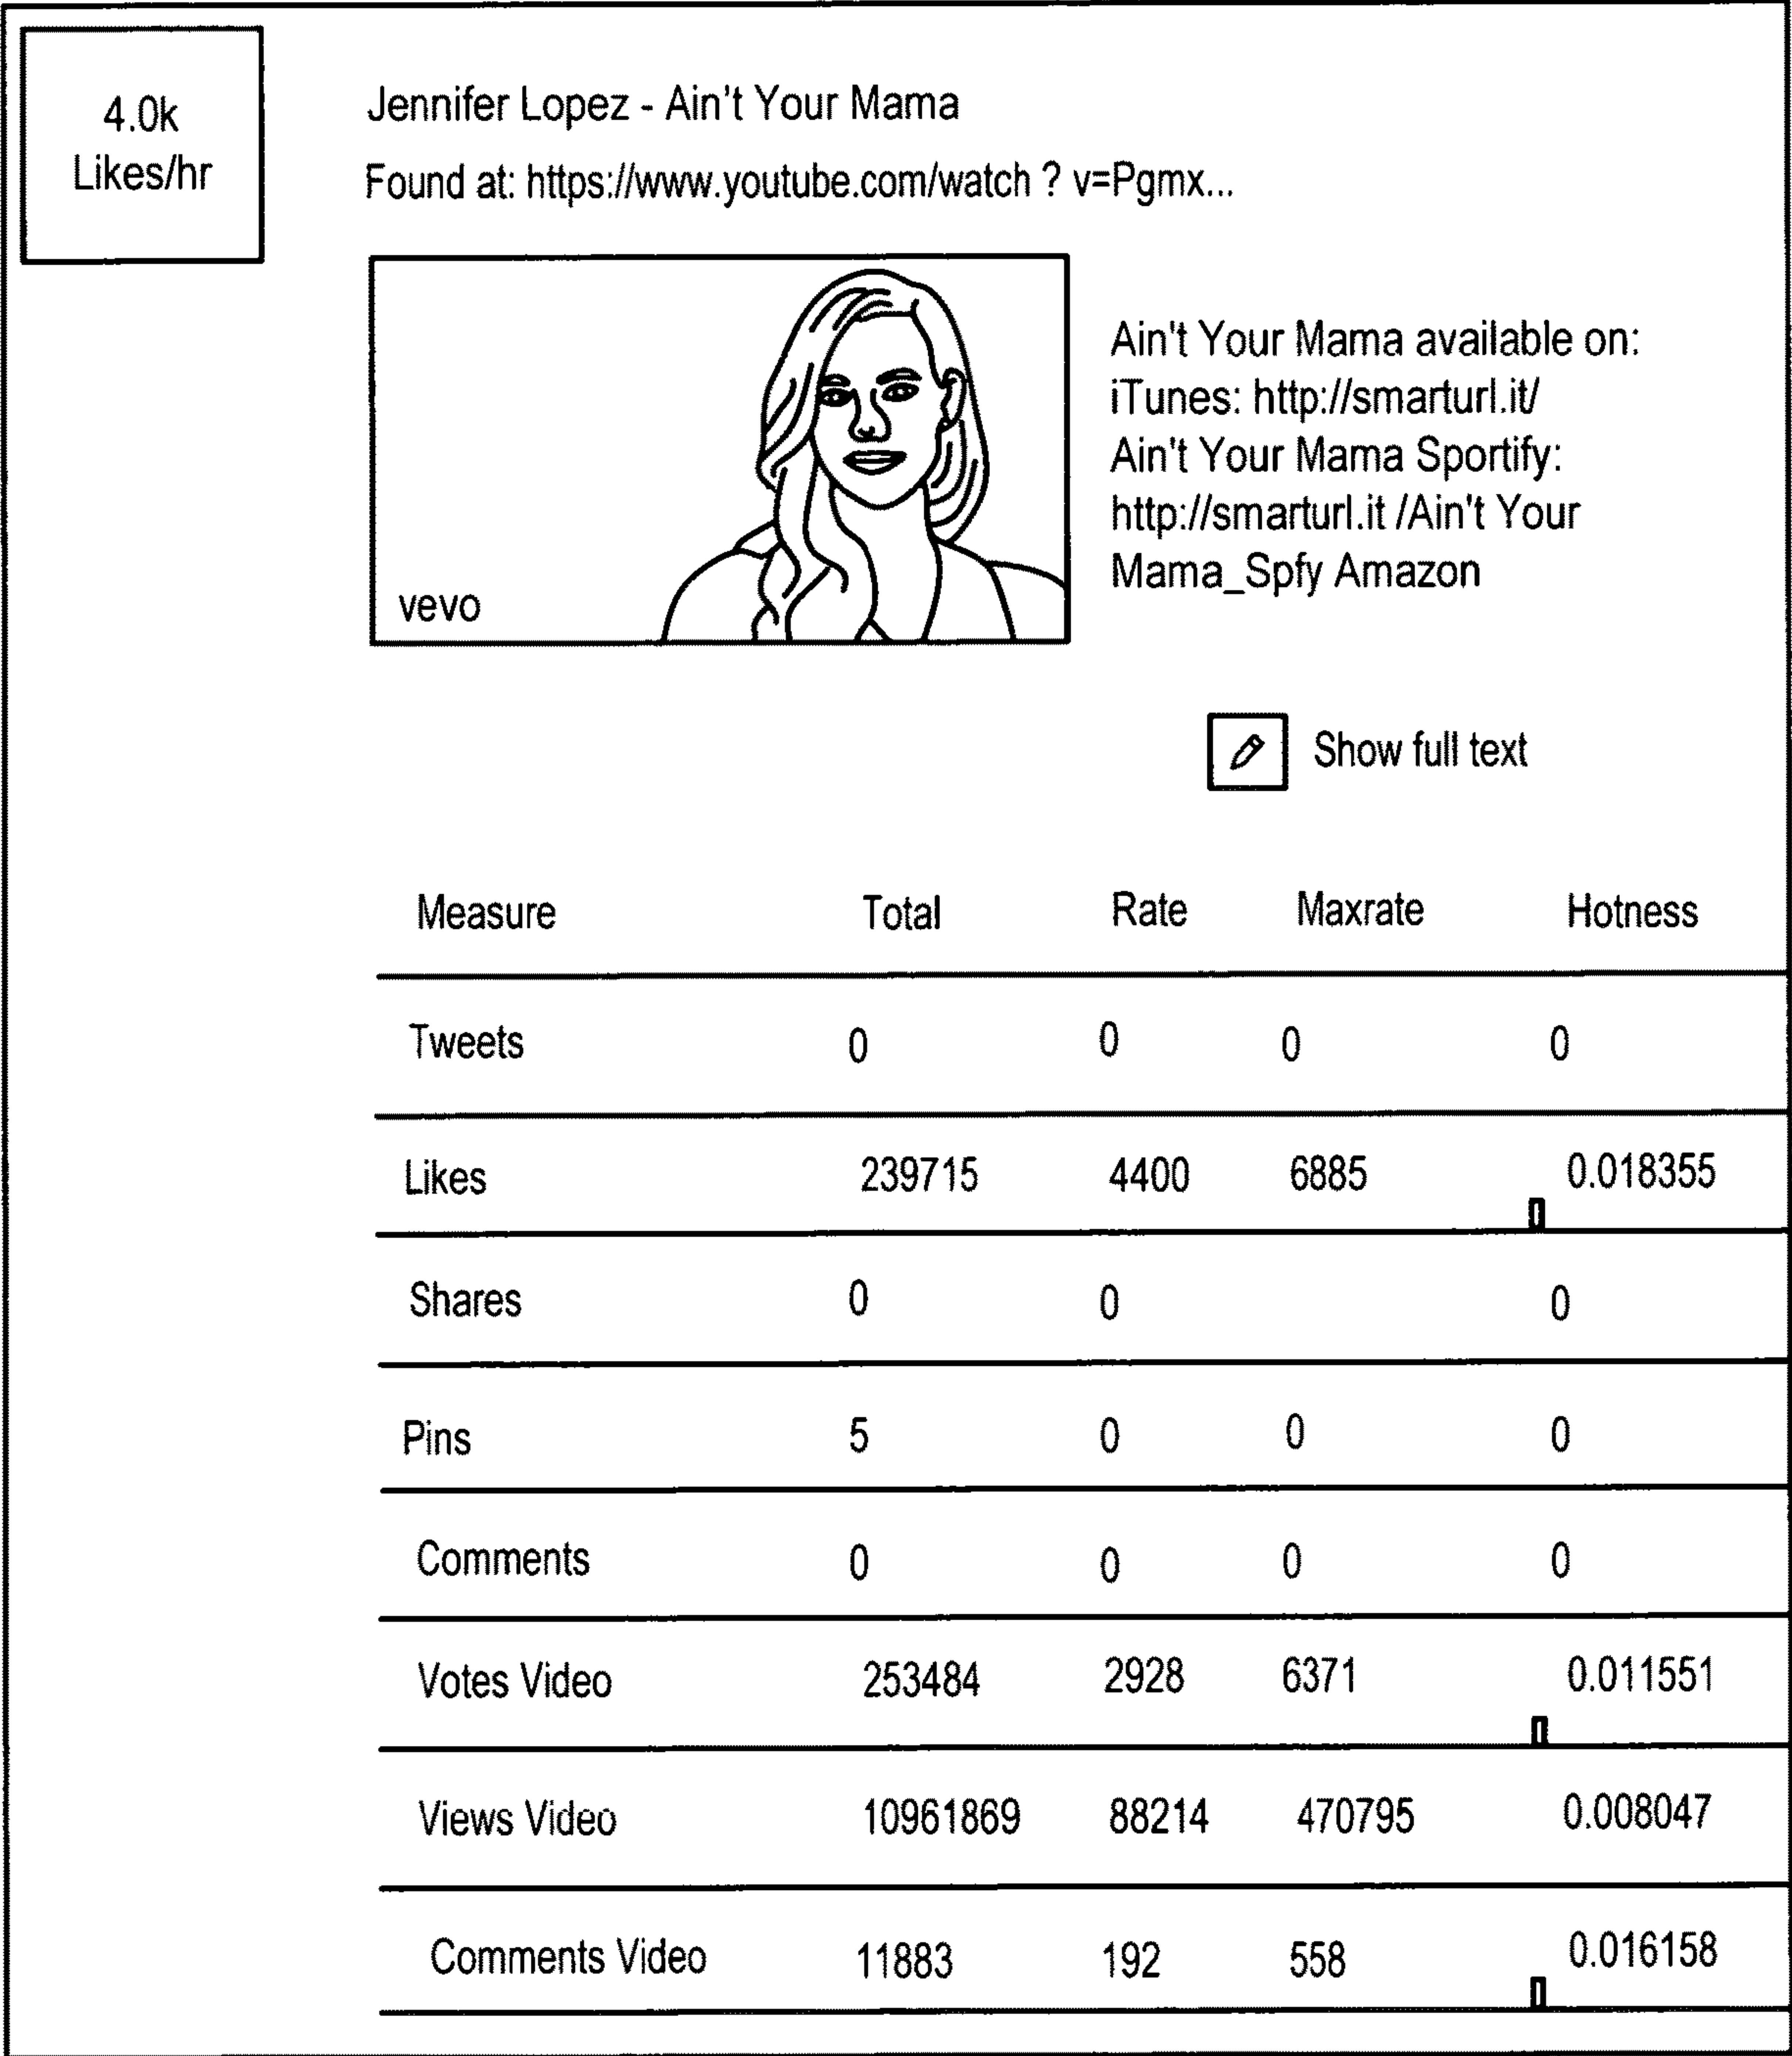 4.0k
Likes/hr
Jennifer Lopez - Ain't Your Mama
Found at: https://www.youtube.com/watch ? v=Pgmx...
vevo
Ain't Your Mama available on:
iTunes: http://smarturl.it/
Ain't Your Mama Sportify:
http://smarturl.it /Ain't Your
Mama_Spfy Amazon
Show full text
Measure Total Rate Maxrate Hotness
Tweets 0 0 0 0
Likes 239715 4400 6885 0.018355
Shares 0 0 0
Pins 5 0 0 0
Comments 0 0 0 0
Votes Video 253484 2928 6371 0.011551
Views Video 10961869 88214 470795 0.008047
Comments Video 11883 192 558 0.016158